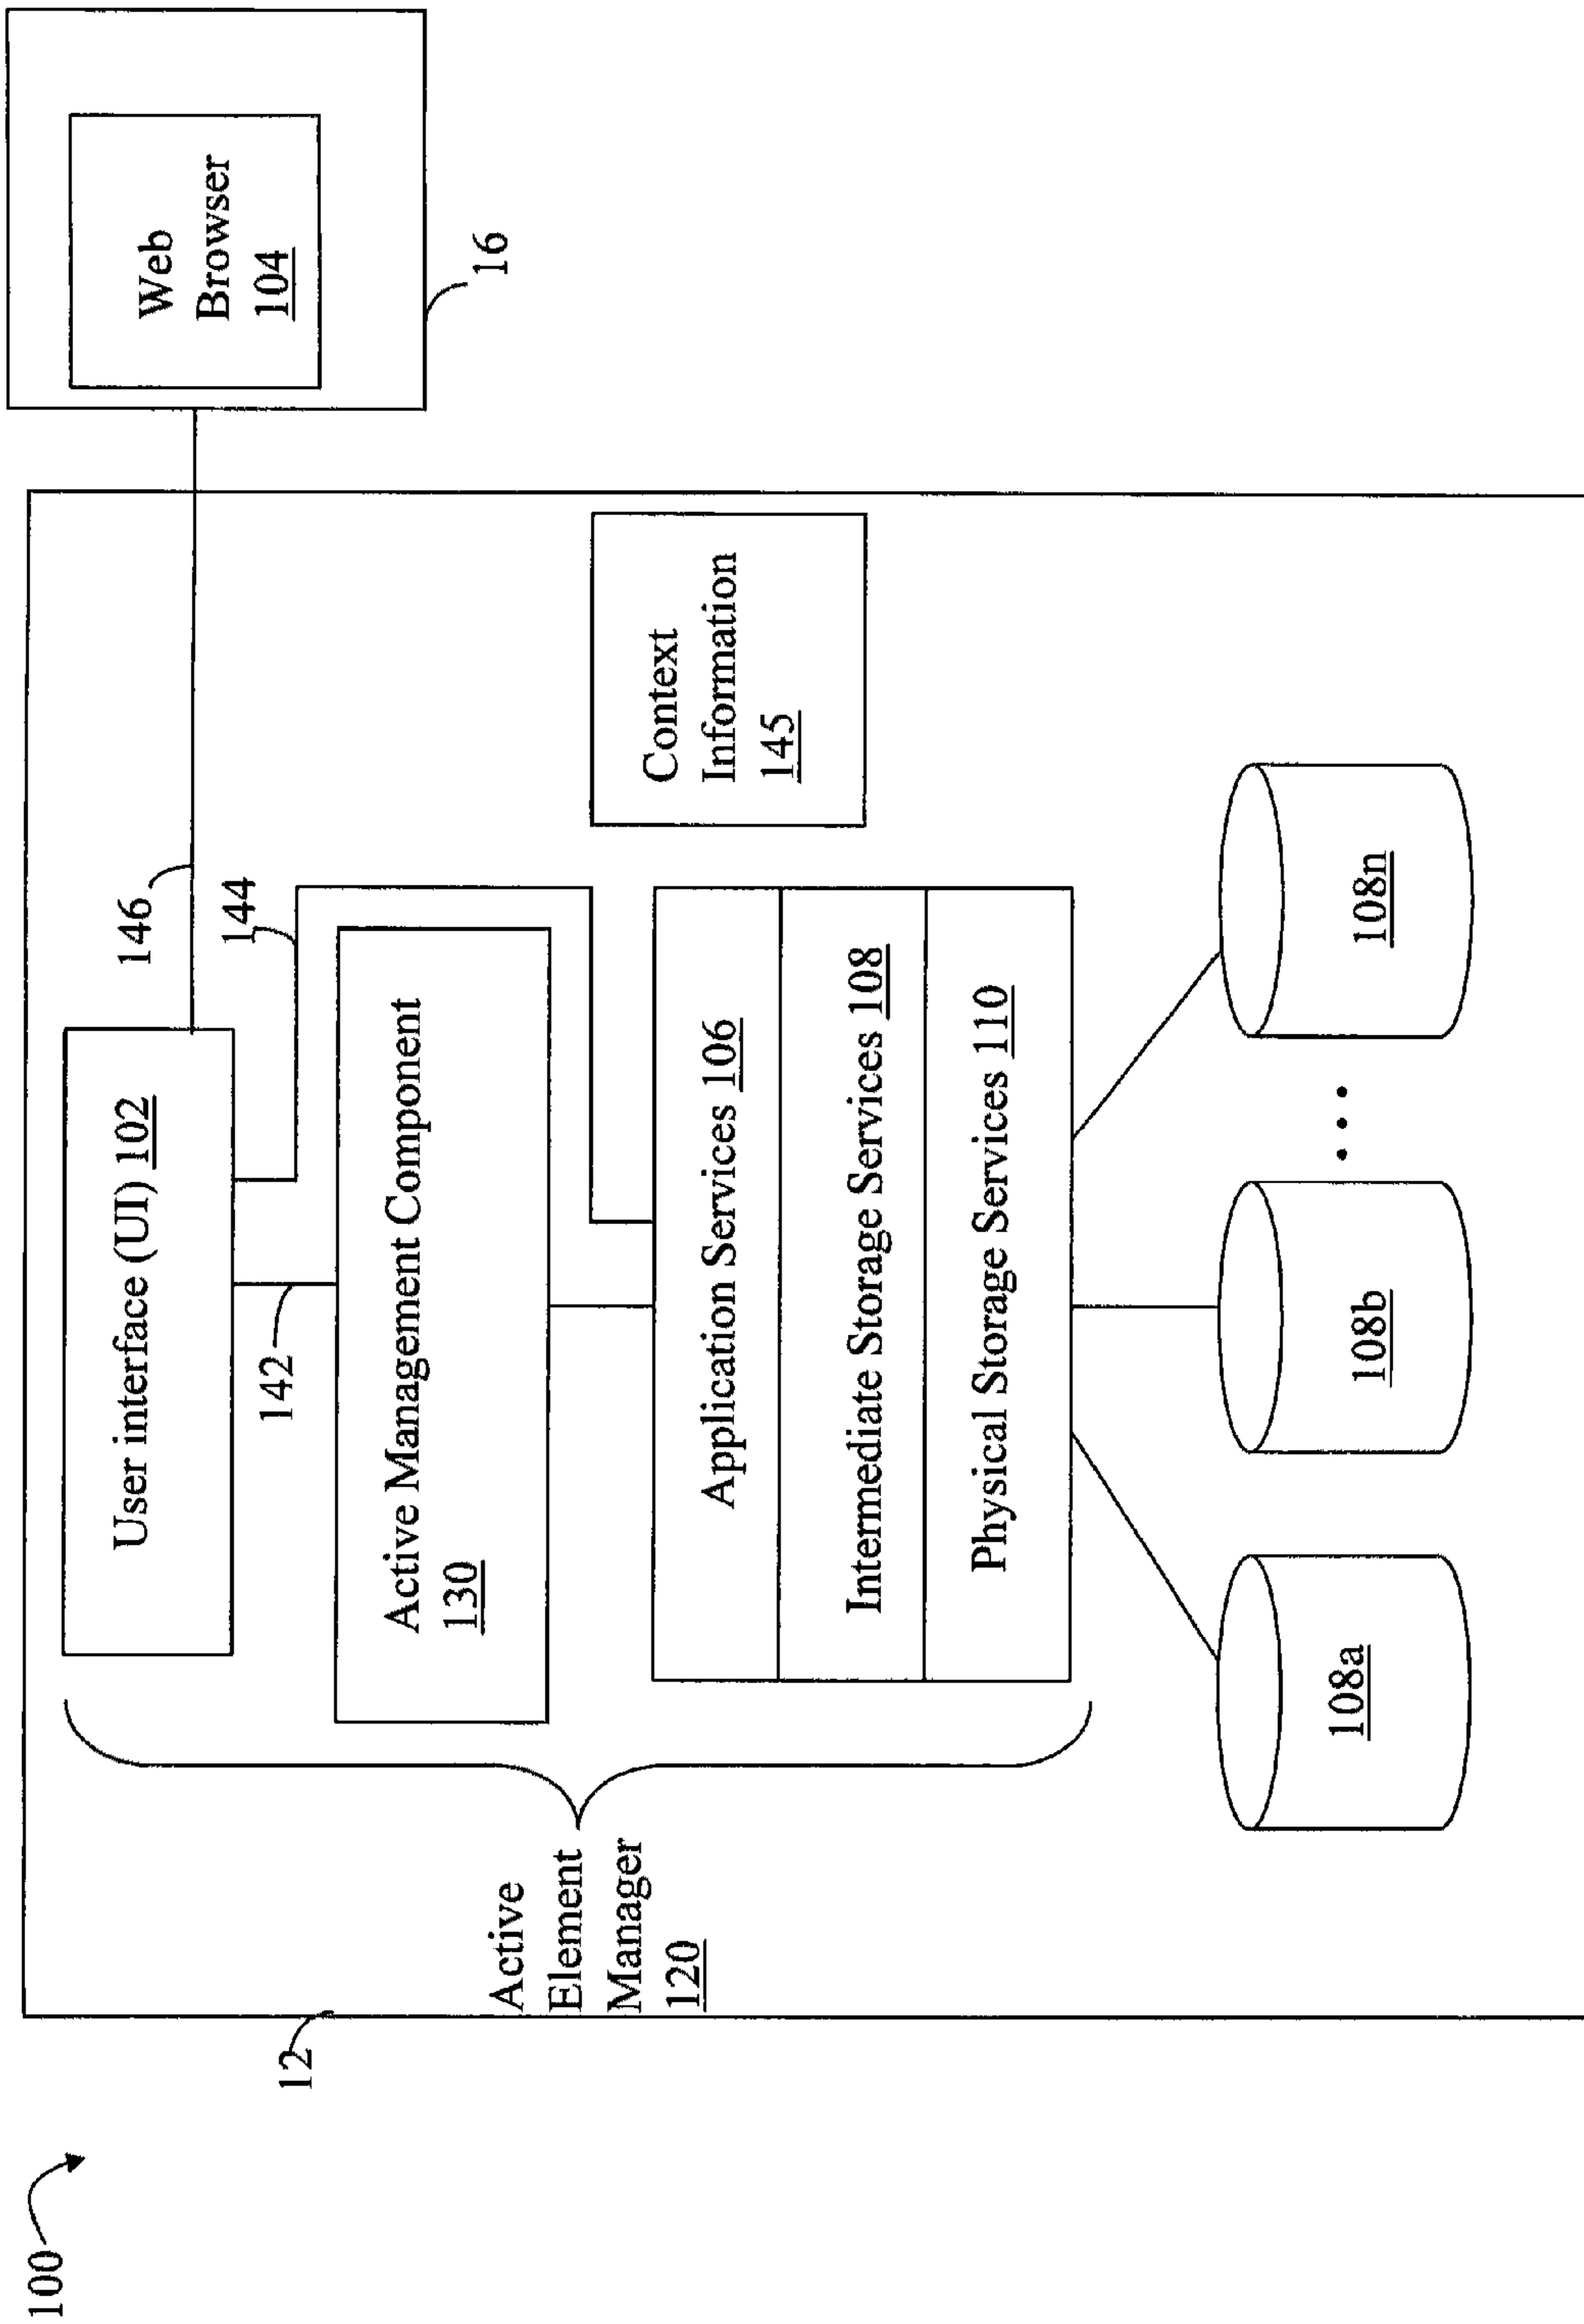 100
12
User interface (UI) 102
146
Web
Browser
104
16
142
144
Active Management Component
130
Active
Element
Manager
120
Context
Information
145
Application Services 106
Intermediate Storage Services 108
Physical Storage Services 110
108a
108b
...
108n